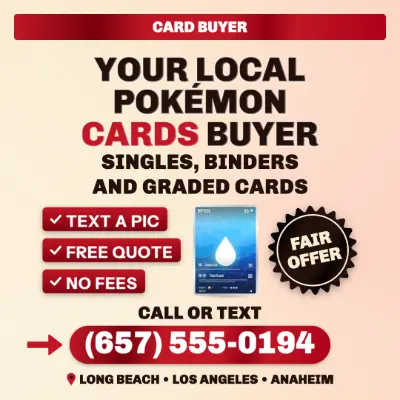 CARD BUYER
YOUR LOCAL
POKÉMON
CARDS BUYER
SINGLES, BINDERS
AND GRADED CARDS
✓ TEXT A PIC
✓ FREE QUOTE
✓ NO FEES
FAIR
OFFER
CALL OR TEXT
(657) 555-0194
LONG BEACH • LOS ANGELES • ANAHEIM